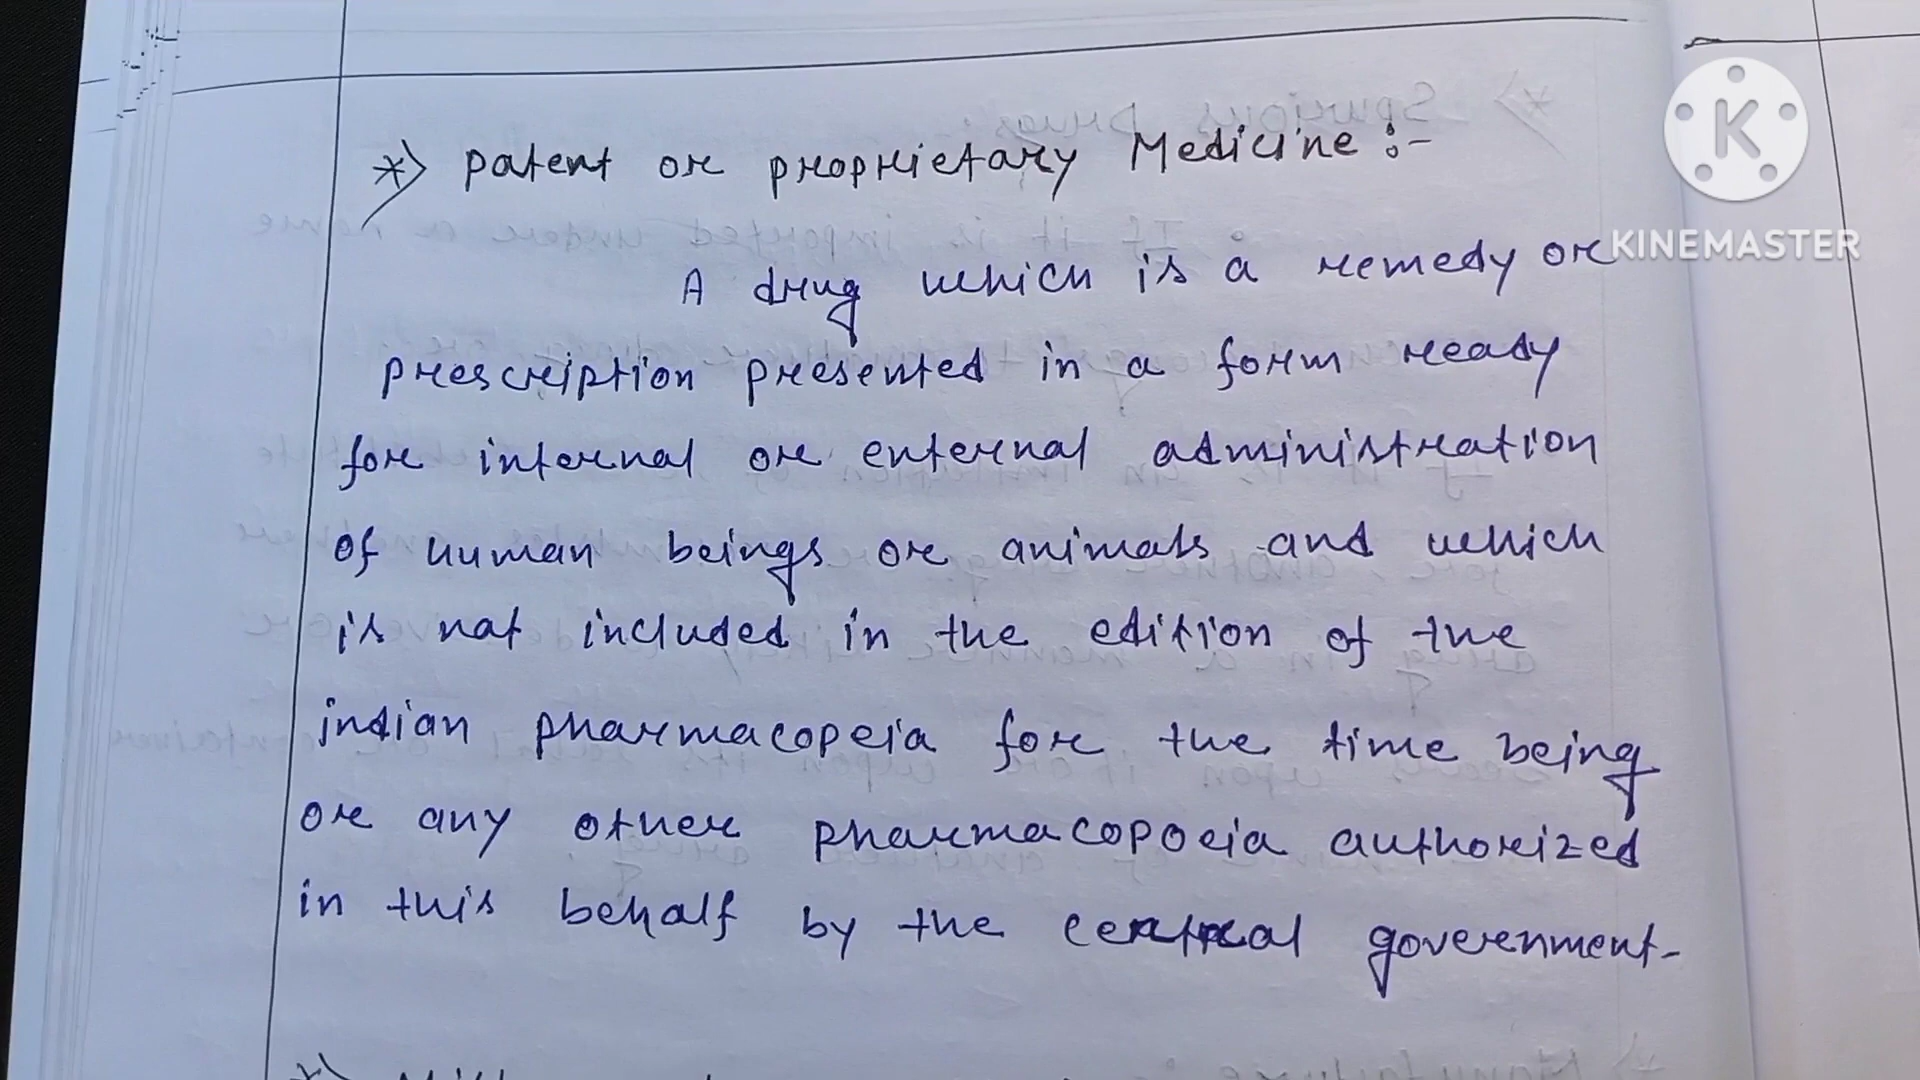 *) Patent or proprietary Medicine :-
A drug which is a remedy or
prescription presented in a form ready
for internal or enternal administration
of human beings or animals and which
is not included in the edition of the
indian pharmacopeia for the time being
or any other pharmacopoeia authorized
in this behalf by the central government-
KINEMASTER